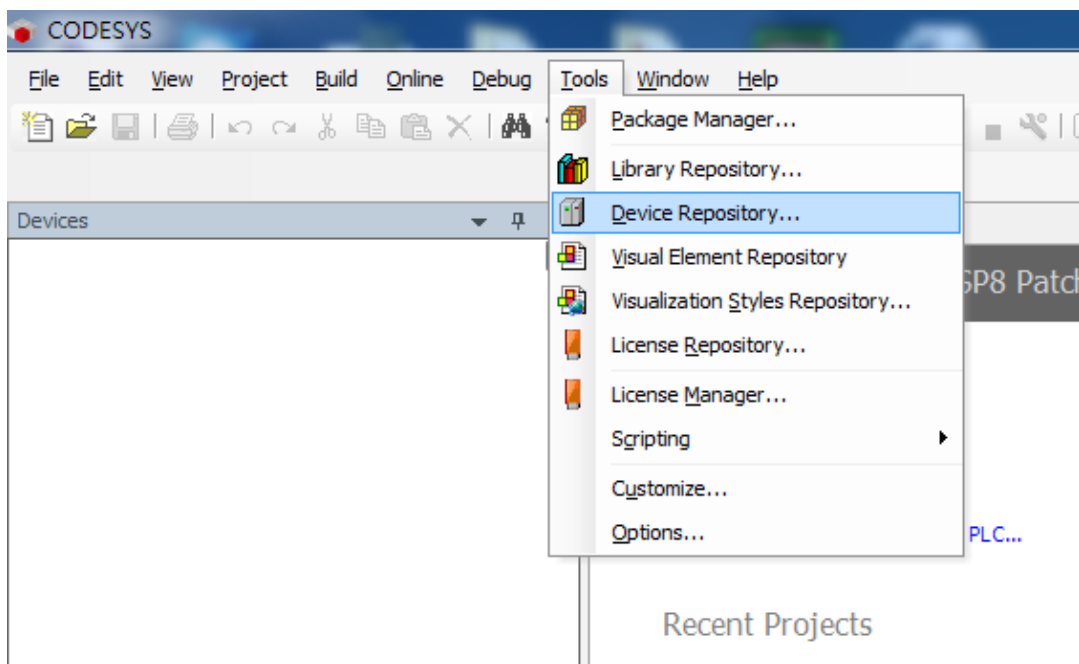 CODESYS
File Edit View Project Build Online Debug Tools Window Help
Package Manager...
Library Repository...
Devices
Device Repository...
Visual Element Repository
SP8 Patch
Visualization Styles Repository...
License Repository...
License Manager...
Scripting
Customize...
Options...
PLC...
Recent Projects